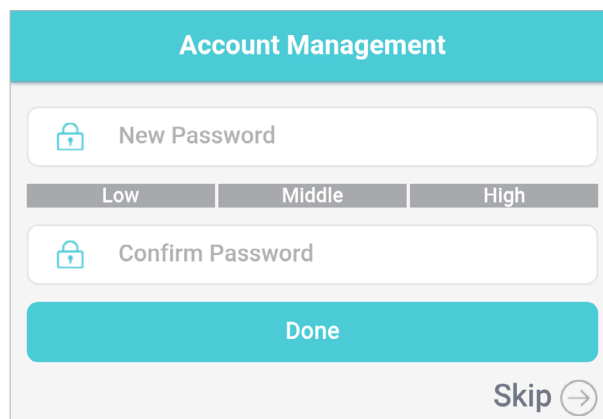 Account Management
New Password
Low Middle High
Confirm Password
Done
Skip